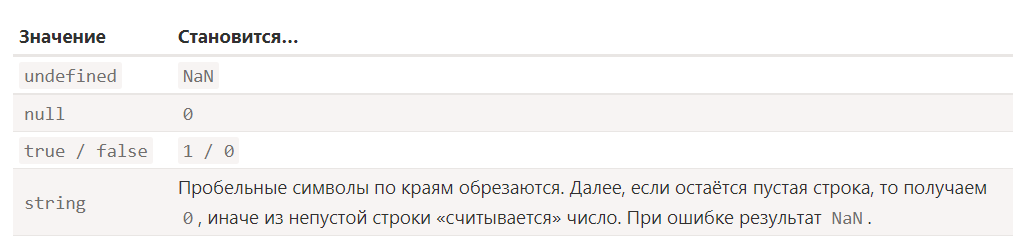 Значение Становится…
undefined NaN
null 0
true / false 1 / 0
string Пробельные символы по краям обрезаются. Далее, если остаётся пустая строка, то получаем
0, иначе из непустой строки «считывается» число. При ошибке результат NaN.